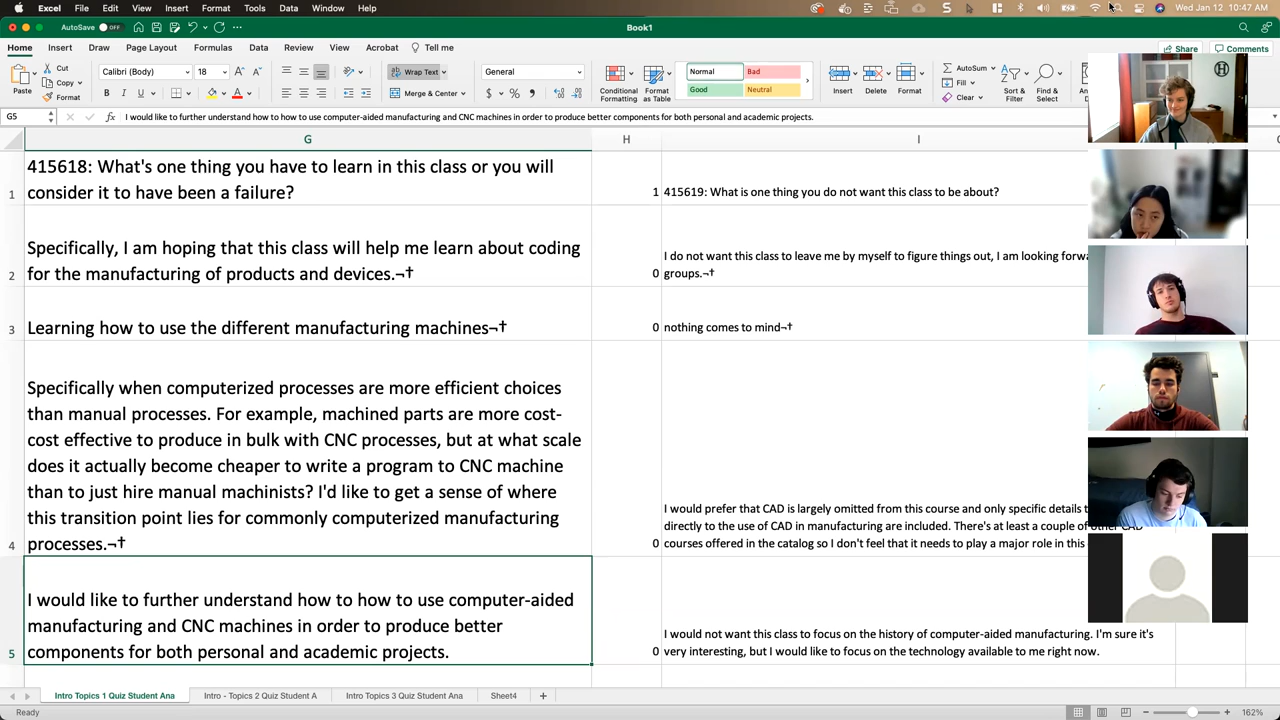 Excel File Edit View Insert Format Tools Data Window Help Wed Jan 12 10:47 AM
AutoSave OFF Book1
Home Insert Draw Page Layout Formulas Data Review View Acrobat Tell me Share Comments
Paste Cut Copy Format
Calibri (Body) 18 Wrap Text General Normal Bad AutoSum
B I U Merge & Center $ % Good Neutral Fill Clear
Conditional Formatting Format as Table Insert Delete Format Sort & Filter Find & Select
G5 fx I would like to further understand how to how to use computer-aided manufacturing and CNC machines in order to produce better components for both personal and academic projects.
G H I
1 415618: What's one thing you have to learn in this class or you will
consider it to have been a failure?
1 415619: What is one thing you do not want this class to be about?
2 Specifically, I am hoping that this class will help me learn about coding
for the manufacturing of products and devices.¬†
0 I do not want this class to leave me by myself to figure things out, I am looking
groups.¬†
3 Learning how to use the different manufacturing machines¬†
0 nothing comes to mind¬†
4 Specifically when computerized processes are more efficient choices
than manual processes. For example, machined parts are more cost-
cost effective to produce in bulk with CNC processes, but at what scale
does it actually become cheaper to write a program to CNC machine
than to just hire manual machinists? I'd like to get a sense of where
this transition point lies for commonly computerized manufacturing
processes.¬†
0 I would prefer that CAD is largely omitted from this course and only specific details
directly to the use of CAD in manufacturing are included. There's at least a couple of other CAD
courses offered in the catalog so I don't feel that it needs to play a major role in this
5 I would like to further understand how to how to use computer-aided
manufacturing and CNC machines in order to produce better
components for both personal and academic projects.
0 I would not want this class to focus on the history of computer-aided manufacturing. I'm sure it's
very interesting, but I would like to focus on the technology available to me right now.
Intro Topics 1 Quiz Student Ana Intro - Topics 2 Quiz Student A Intro Topics 3 Quiz Student Ana Sheet4 +
Ready 162%